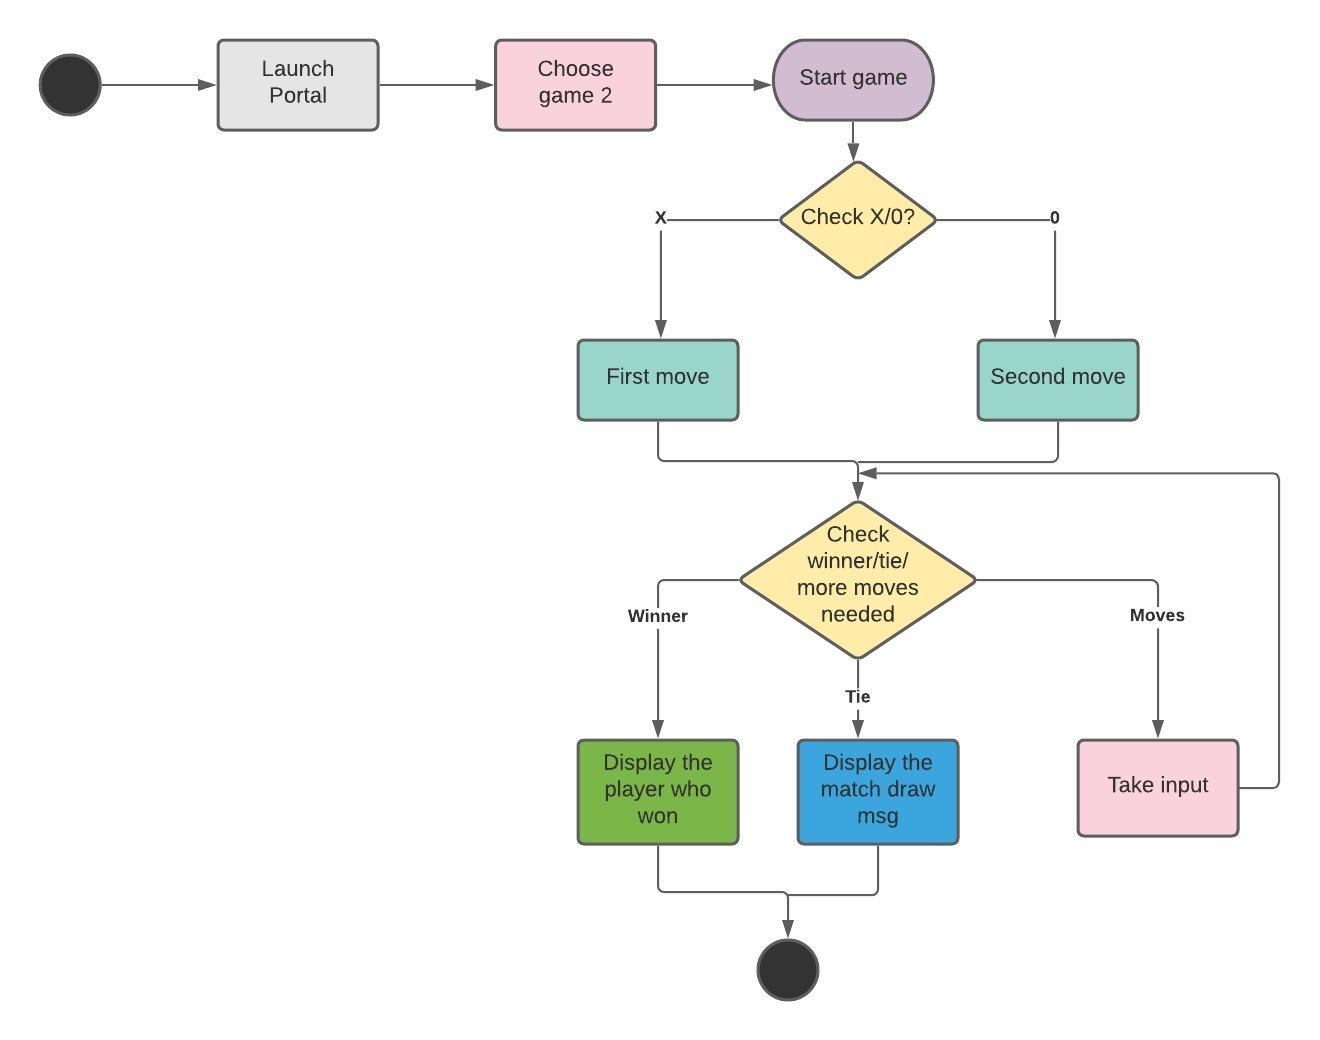 Launch
Portal
Choose
game 2
Start game
Check X/0?
X
0
First move
Second move
Check
winner/tie/
more moves
needed
Winner
Tie
Moves
Display the
player who
won
Display the
match draw
msg
Take input